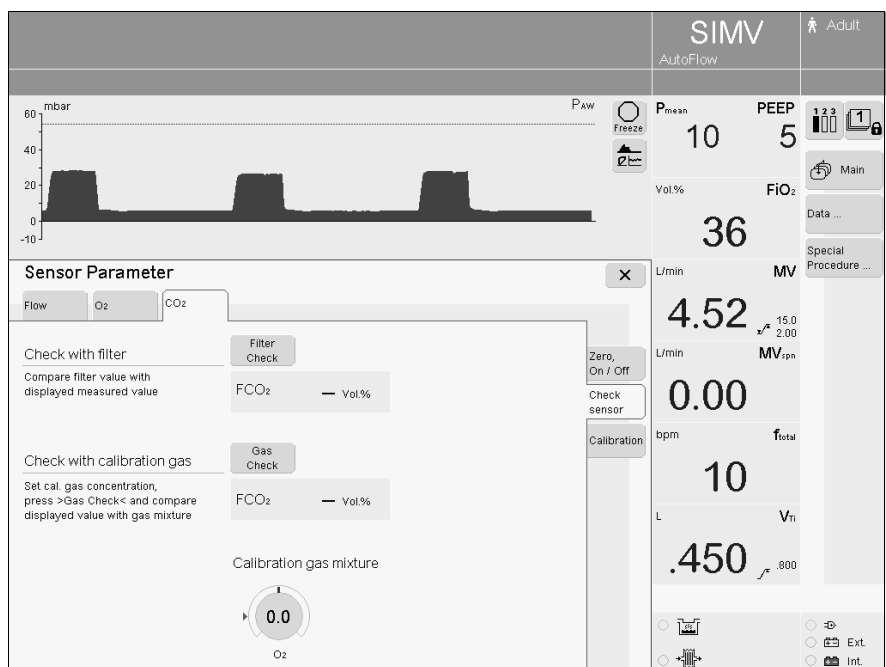 SIMV
AutoFlow
Adult
mbar
PAW
60
40
20
0
-10
Freeze
Pmean PEEP
10 5
Vol.% FiO₂
36
L/min MV
4.52
15.0
2.00
L/min MVspn
0.00
bpm ftotal
10
L VTi
.450
.800
1 2 3
1
Main
Data ...
Special
Procedure ...
Sensor Parameter
Flow
O₂
CO₂
Check with filter
Filter
Check
Compare filter value with
displayed measured value
FCO₂ – Vol.%
Check with calibration gas
Gas
Check
Set cal. gas concentration,
press >Gas Check< and compare
displayed value with gas mixture
FCO₂ – Vol.%
Calibration gas mixture
0.0
O₂
Zero,
On / Off
Check
sensor
Calibration
Ext.
Int.